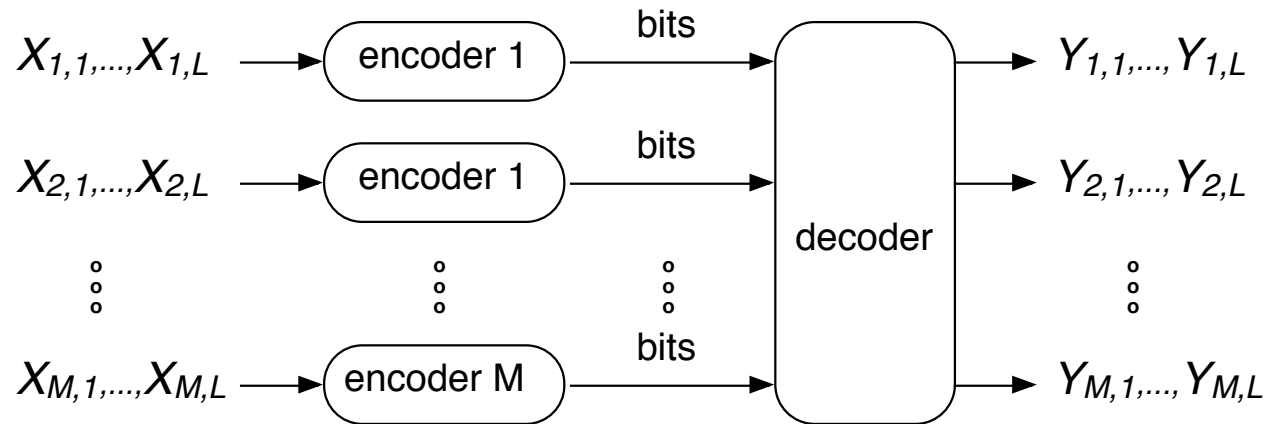 bits
X1,1,...,X1,L encoder 1 Y1,1,...,Y1,L
bits
X2,1,...,X2,L encoder 1 Y2,1,...,Y2,L
decoder
bits
XM,1,...,XM,L encoder M YM,1,...,YM,L